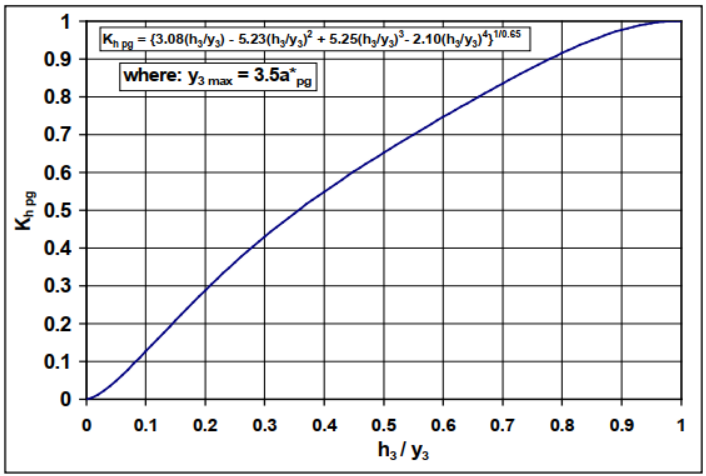 K_h pg = {3.08(h₃/y₃) - 5.23(h₃/y₃)² + 5.25(h₃/y₃)³- 2.10(h₃/y₃)⁴}^1/0.65
where: y₃ max = 3.5a*pg
1
0.9
0.8
0.7
0.6
0.5
0.4
0.3
0.2
0.1
0
K_h pg
0 0.1 0.2 0.3 0.4 0.5 0.6 0.7 0.8 0.9 1
h₃ / y₃